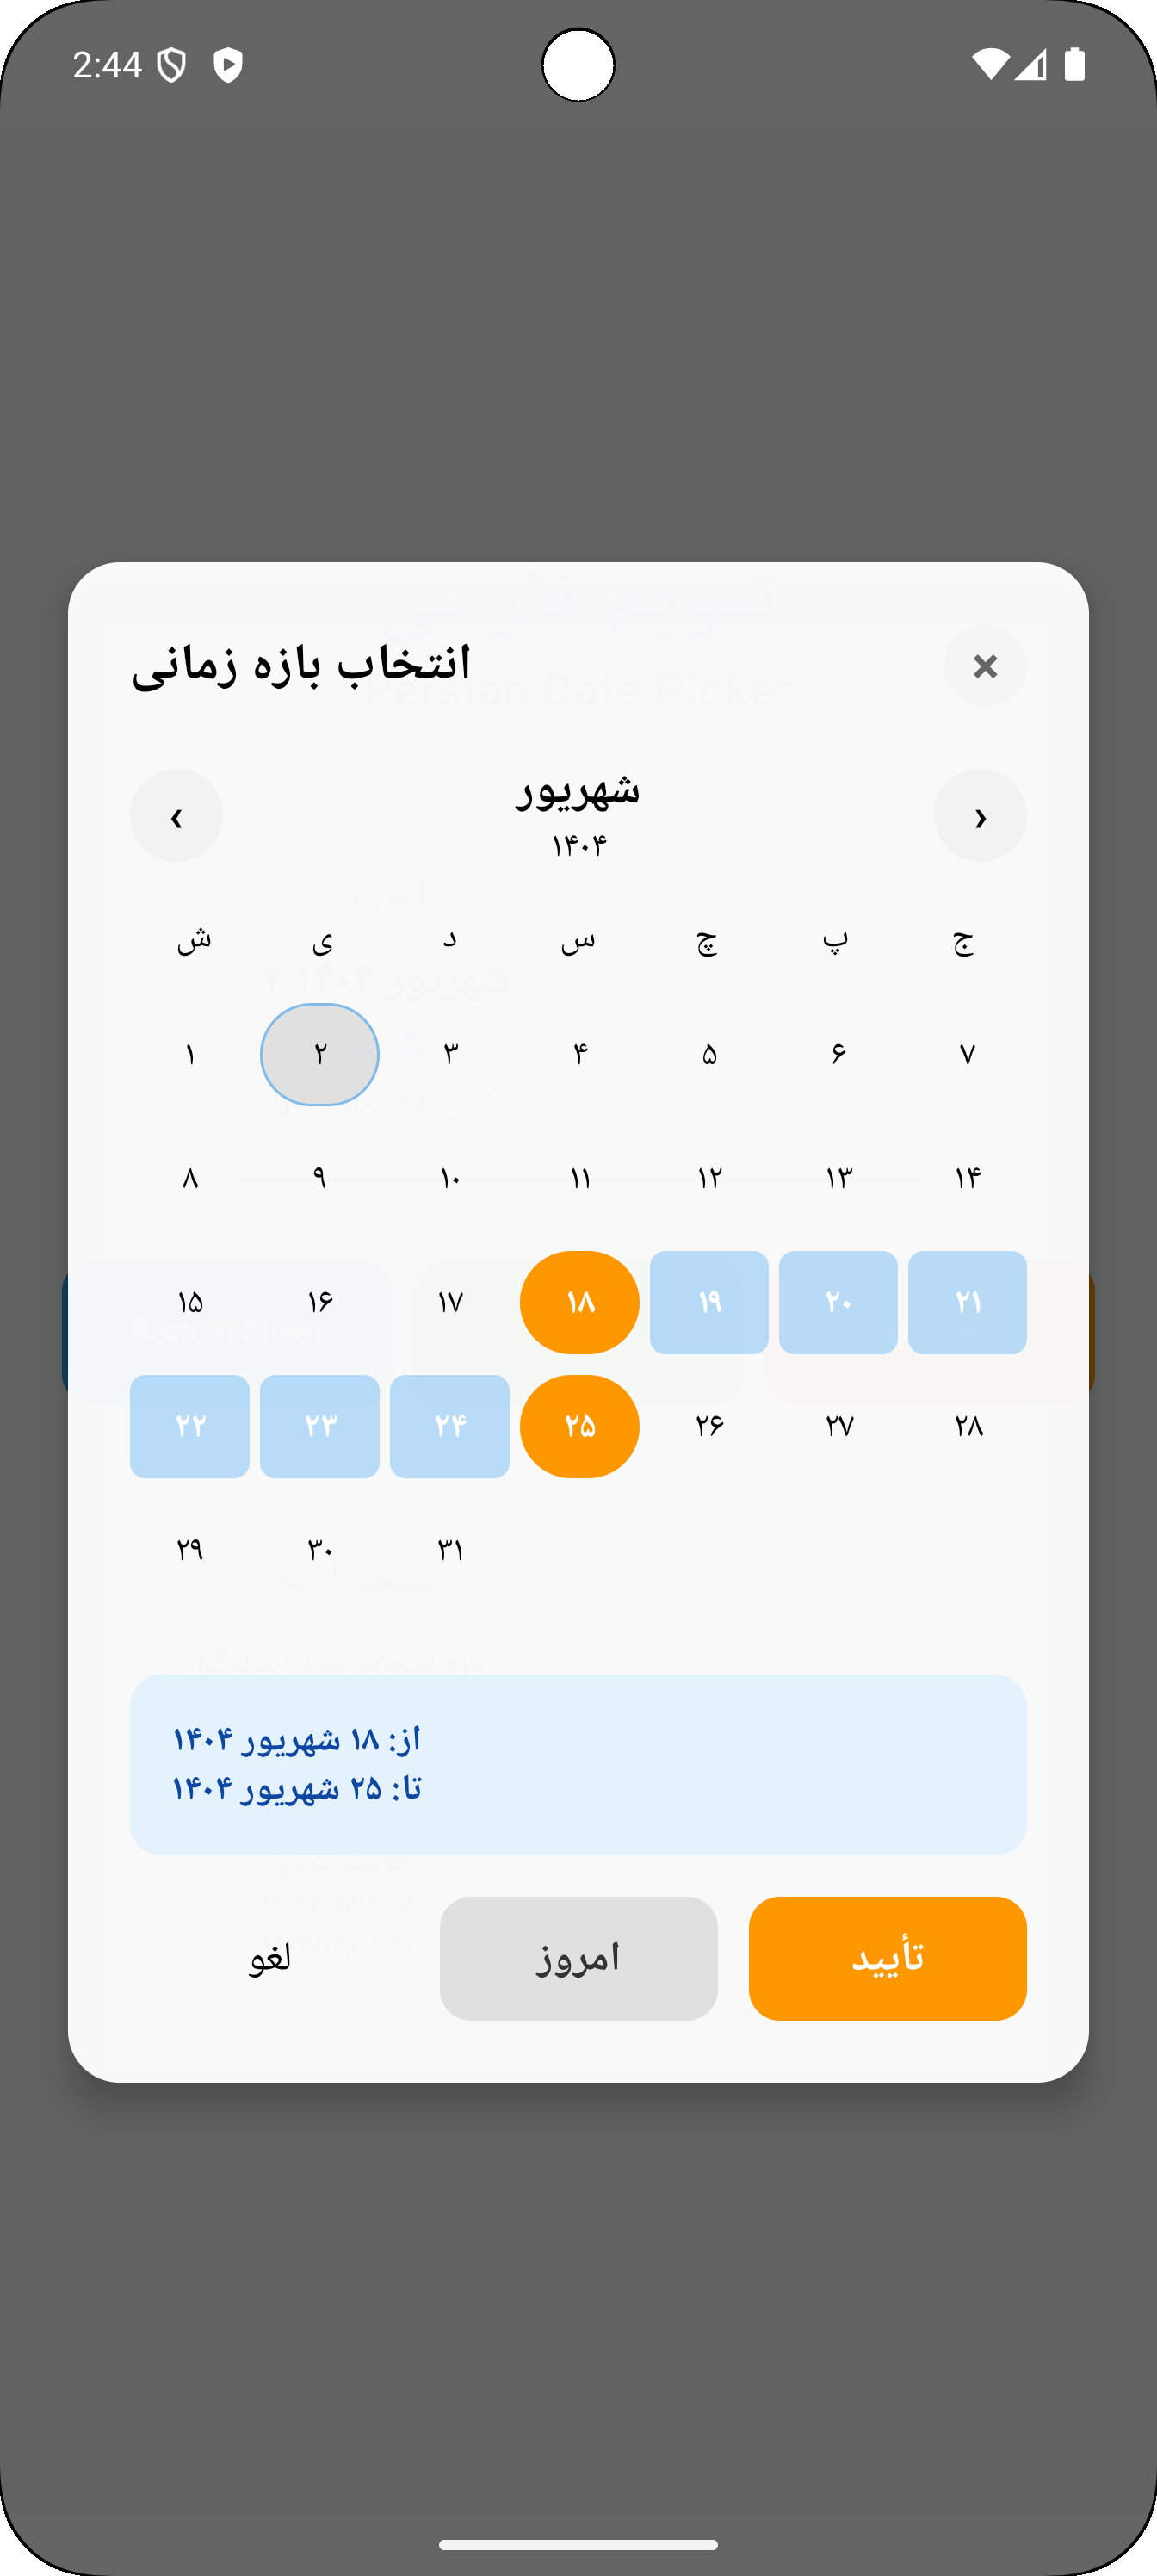 2:44
انتخاب بازه زمانی
×
‹
شهریور
›
۱۴۰۴
ش ی د س چ پ ج
۱ ۲ ۳ ۴ ۵ ۶ ۷
۸ ۹ ۱۰ ۱۱ ۱۲ ۱۳ ۱۴
۱۵ ۱۶ ۱۷ ۱۸ ۱۹ ۲۰ ۲۱
۲۲ ۲۳ ۲۴ ۲۵ ۲۶ ۲۷ ۲۸
۲۹ ۳۰ ۳۱
از: ۱۸ شهریور ۱۴۰۴
تا: ۲۵ شهریور ۱۴۰۴
لغو
امروز
تأیید